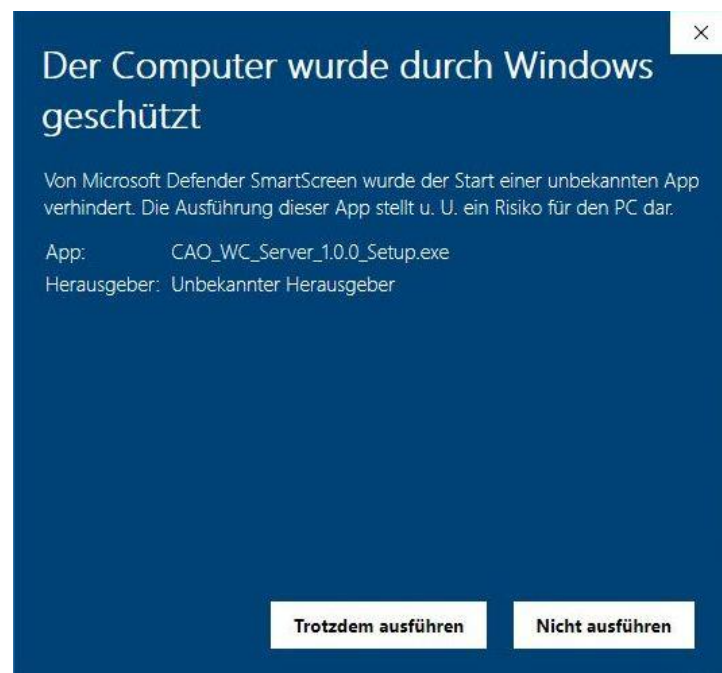 Der Computer wurde durch Windows
geschützt
Von Microsoft Defender SmartScreen wurde der Start einer unbekannten App
verhindert. Die Ausführung dieser App stellt u. U. ein Risiko für den PC dar.
App: CAO_WC_Server_1.0.0_Setup.exe
Herausgeber: Unbekannter Herausgeber
Trotzdem ausführen Nicht ausführen